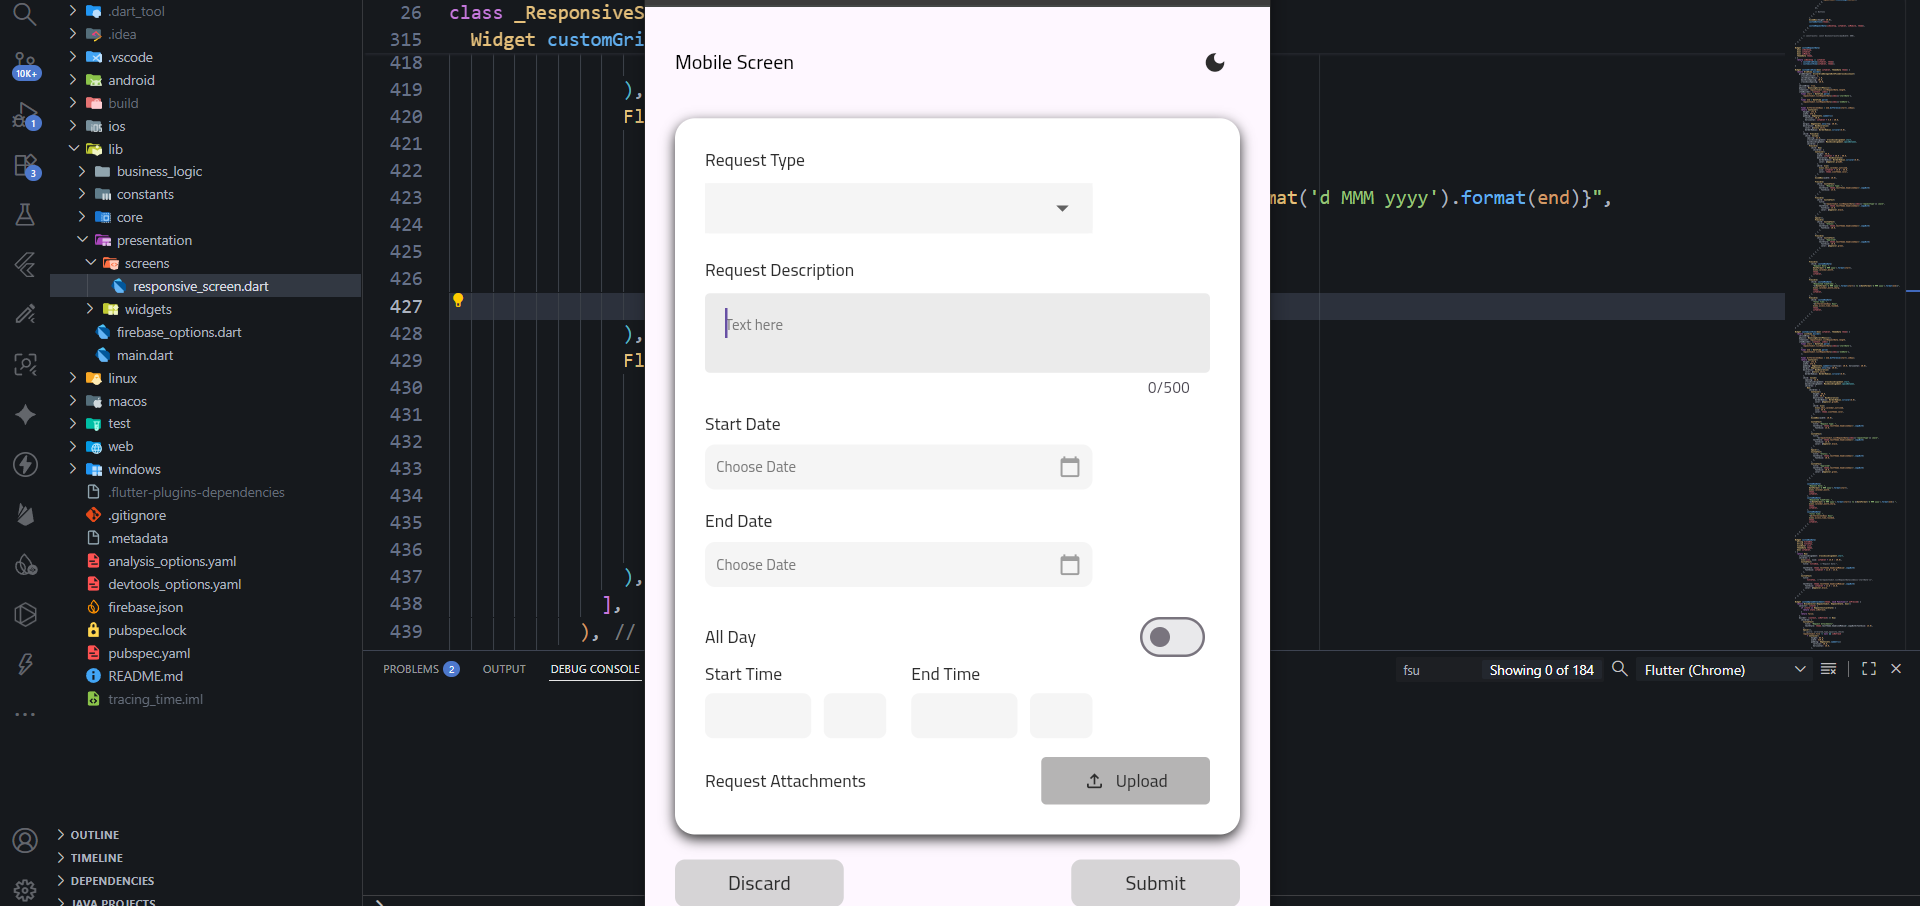 .dart_tool
.idea
.vscode
android
build
ios
lib
business_logic
constants
core
presentation
screens
responsive_screen.dart
widgets
firebase_options.dart
main.dart
linux
macos
test
web
windows
.flutter-plugins-dependencies
.gitignore
.metadata
analysis_options.yaml
devtools_options.yaml
firebase.json
pubspec.lock
pubspec.yaml
README.md
tracing_time.iml
OUTLINE
TIMELINE
DEPENDENCIES
JAVA PROJECTS
10K+
1
3
26 class _ResponsiveS
315 Widget customGri
418
419 ),
420 Fl
421
422
423 mat('d MMM yyyy').format(end)}",
424
425
426
427
428 ),
429 Fl
430
431
432
433
434
435
436
437 ),
438 ],
439 ), //
Mobile Screen
Request Type
Request Description
Text here
0/500
Start Date
Choose Date
End Date
Choose Date
All Day
Start Time End Time
Request Attachments Upload
Discard Submit
PROBLEMS 2 OUTPUT DEBUG CONSOLE
fsu Showing 0 of 184 Flutter (Chrome)